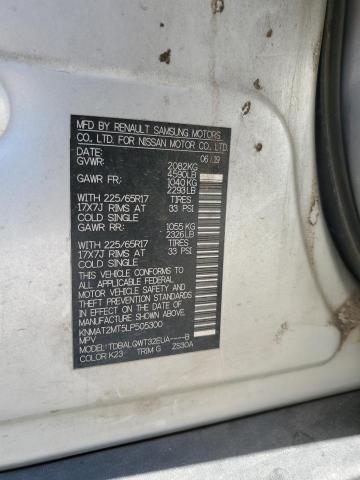 MFD BY RENAULT SAMSUNG MOTORS
CO., LTD. FOR NISSAN MOTOR CO., LTD.
DATE: 06/19
GVWR: 2082KG
4590LB
GAWR FR: 1040KG
2293LB
WITH 225/65R17 TIRES
17X7J RIMS AT 33 PSI
COLD SINGLE
GAWR RR: 1055KG
2326LB
WITH 225/65R17 TIRES
17X7J RIMS AT 33 PSI
COLD SINGLE
THIS VEHICLE CONFORMS TO
ALL APPLICABLE FEDERAL
MOTOR VEHICLE SAFETY AND
THEFT PREVENTION STANDARDS
IN EFFECT ON THE DATE OF
MANUFACTURE SHOWN ABOVE.
KNMAT2MT5LP505300
MPV
MODEL: TDBALQWT32EUA----B
COLOR K23 TRIM G ZS30A